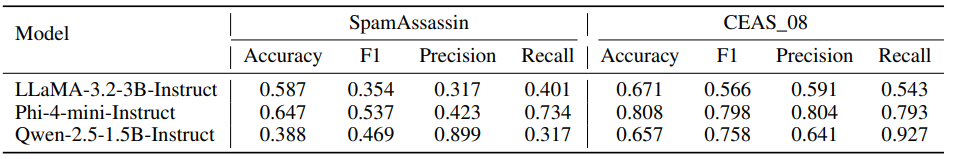 Model SpamAssassin CEAS_08
Accuracy F1 Precision Recall Accuracy F1 Precision Recall
LLaMA-3.2-3B-Instruct 0.587 0.354 0.317 0.401 0.671 0.566 0.591 0.543
Phi-4-mini-Instruct 0.647 0.537 0.423 0.734 0.808 0.798 0.804 0.793
Qwen-2.5-1.5B-Instruct 0.388 0.469 0.899 0.317 0.657 0.758 0.641 0.927